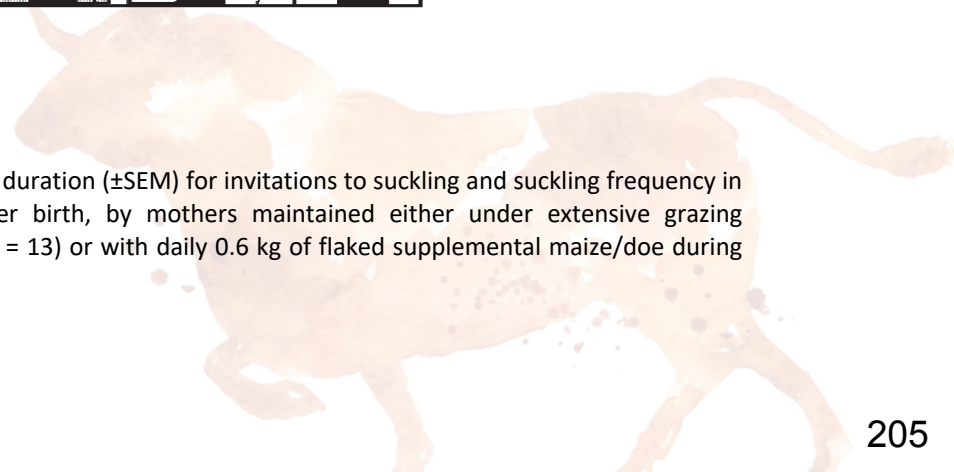 duration (±SEM) for invitations to suckling and suckling frequency in
er birth, by mothers maintained either under extensive grazing
= 13) or with daily 0.6 kg of flaked supplemental maize/doe during
205